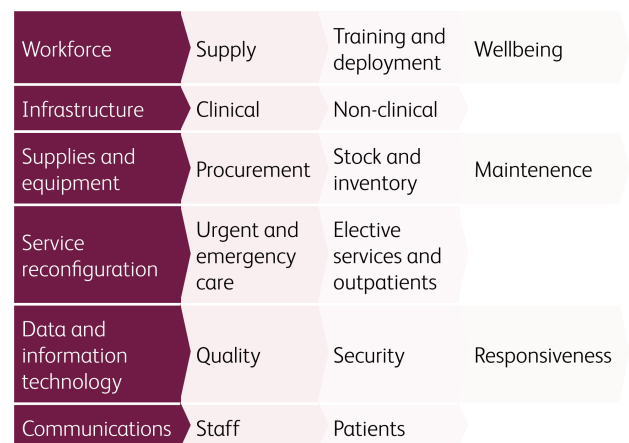 Workforce
Supply
Training and
deployment
Wellbeing
Infrastructure
Clinical
Non-clinical
Supplies and
equipment
Procurement
Stock and
inventory
Maintenence
Service
reconfiguration
Urgent and
emergency
care
Elective
services and
outpatients
Data and
information
technology
Quality
Security
Responsiveness
Communications
Staff
Patients